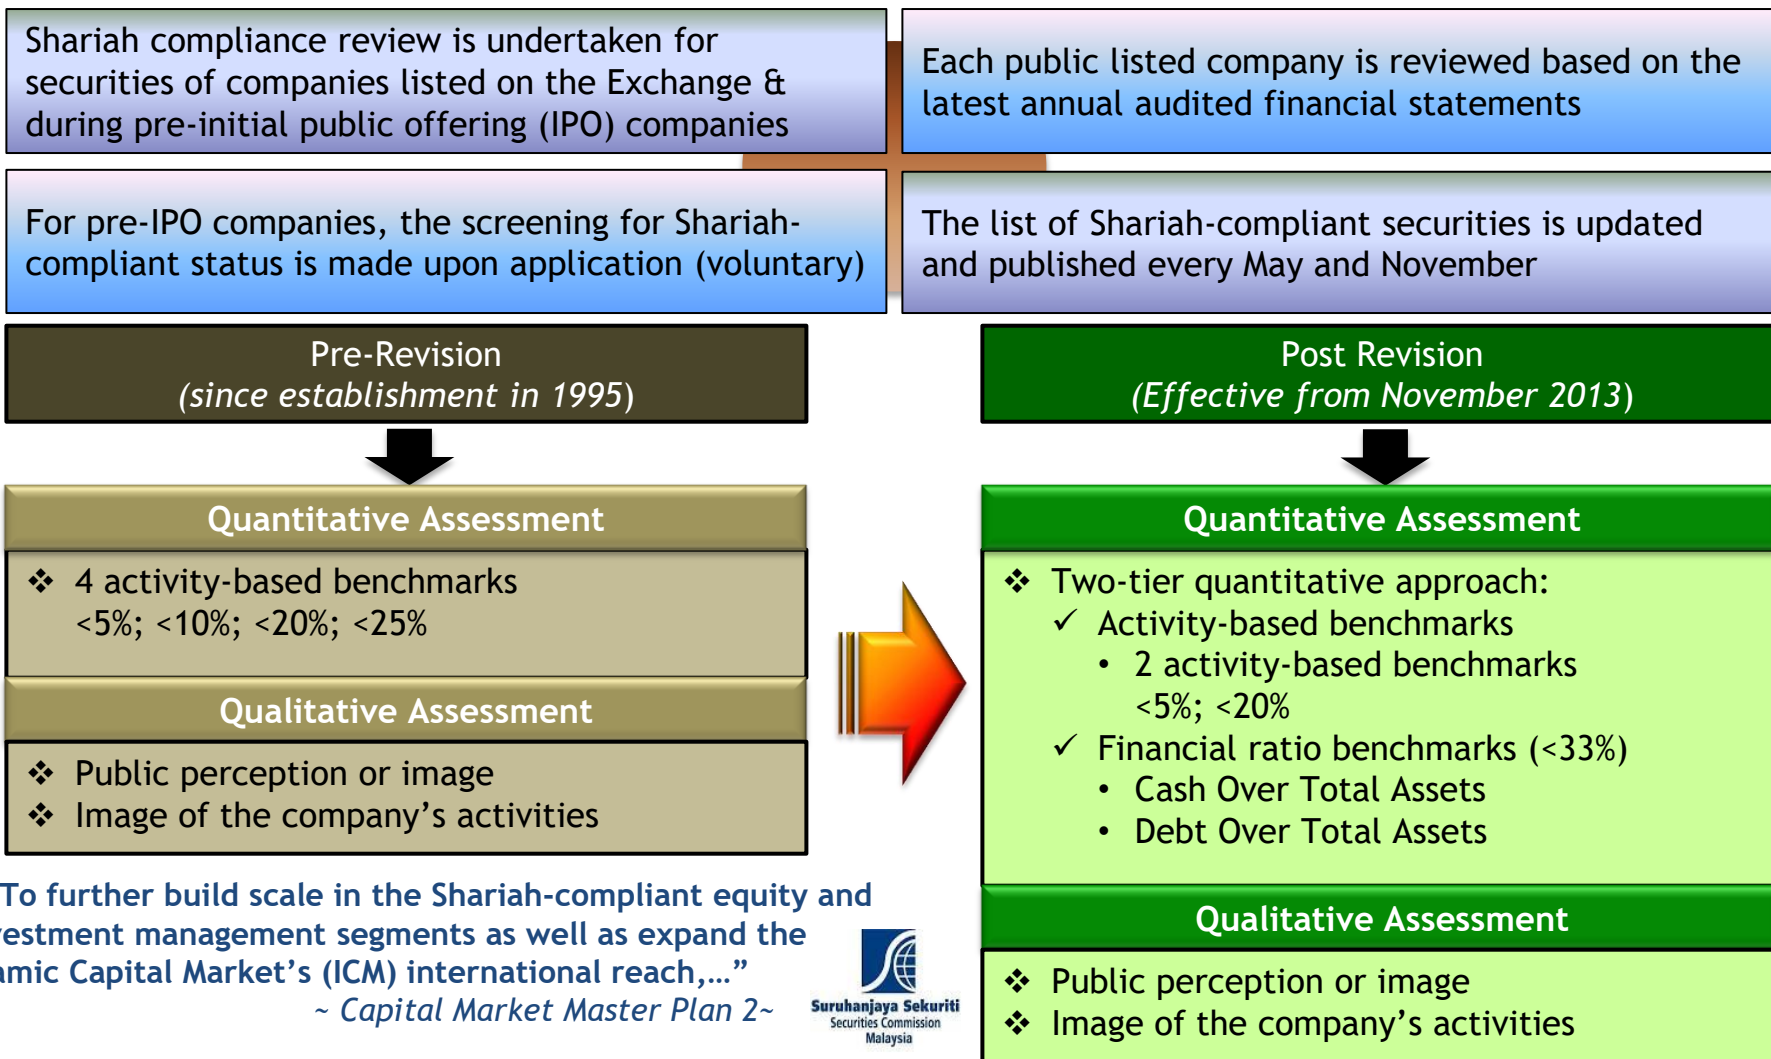 Shariah compliance review is undertaken for
securities of companies listed on the Exchange &
during pre-initial public offering (IPO) companies
Each public listed company is reviewed based on the
latest annual audited financial statements
For pre-IPO companies, the screening for Shariah-
compliant status is made upon application (voluntary)
The list of Shariah-compliant securities is updated
and published every May and November
Pre-Revision
(since establishment in 1995)
Quantitative Assessment
❖ 4 activity-based benchmarks
<5%; <10%; <20%; <25%
Qualitative Assessment
❖ Public perception or image
❖ Image of the company’s activities
To further build scale in the Shariah-compliant equity and
vestment management segments as well as expand the
amic Capital Market’s (ICM) international reach,…”
~ Capital Market Master Plan 2~
Suruhanjaya Sekuriti
Securities Commission
Malaysia
Post Revision
(Effective from November 2013)
Quantitative Assessment
❖ Two-tier quantitative approach:
✓ Activity-based benchmarks
• 2 activity-based benchmarks
<5%; <20%
✓ Financial ratio benchmarks (<33%)
• Cash Over Total Assets
• Debt Over Total Assets
Qualitative Assessment
❖ Public perception or image
❖ Image of the company’s activities